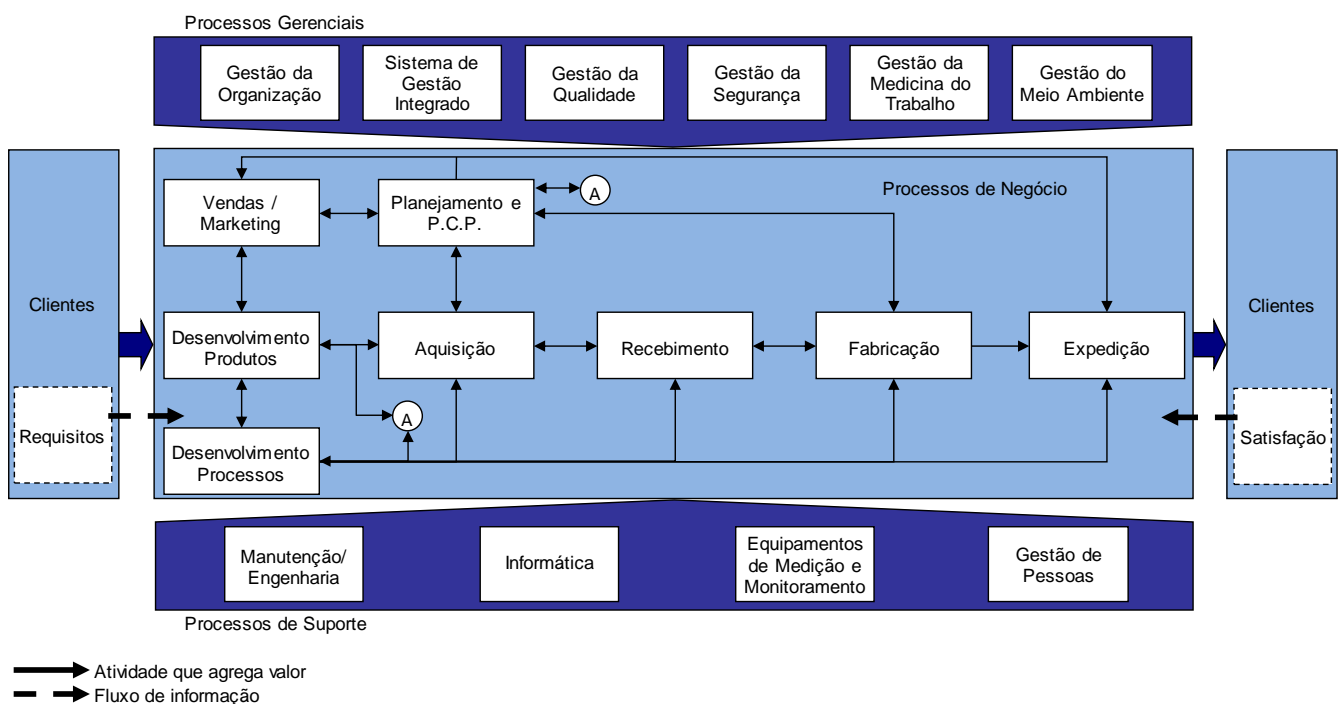 Processos Gerenciais
Gestão da
Organização
Sistema de
Gestão
Integrado
Gestão da
Qualidade
Gestão da
Segurança
Gestão da
Medicina do
Trabalho
Gestão do
Meio Ambiente
Clientes
Requisitos
Processos de Negócio
Vendas /
Marketing
Planejamento e
P.C.P.
A
Desenvolvimento
Produtos
Aquisição
Recebimento
Fabricação
Expedição
A
Desenvolvimento
Processos
Clientes
Satisfação
Manutenção/
Engenharia
Informática
Equipamentos
de Medição e
Monitoramento
Gestão de
Pessoas
Processos de Suporte
Atividade que agrega valor
Fluxo de informação